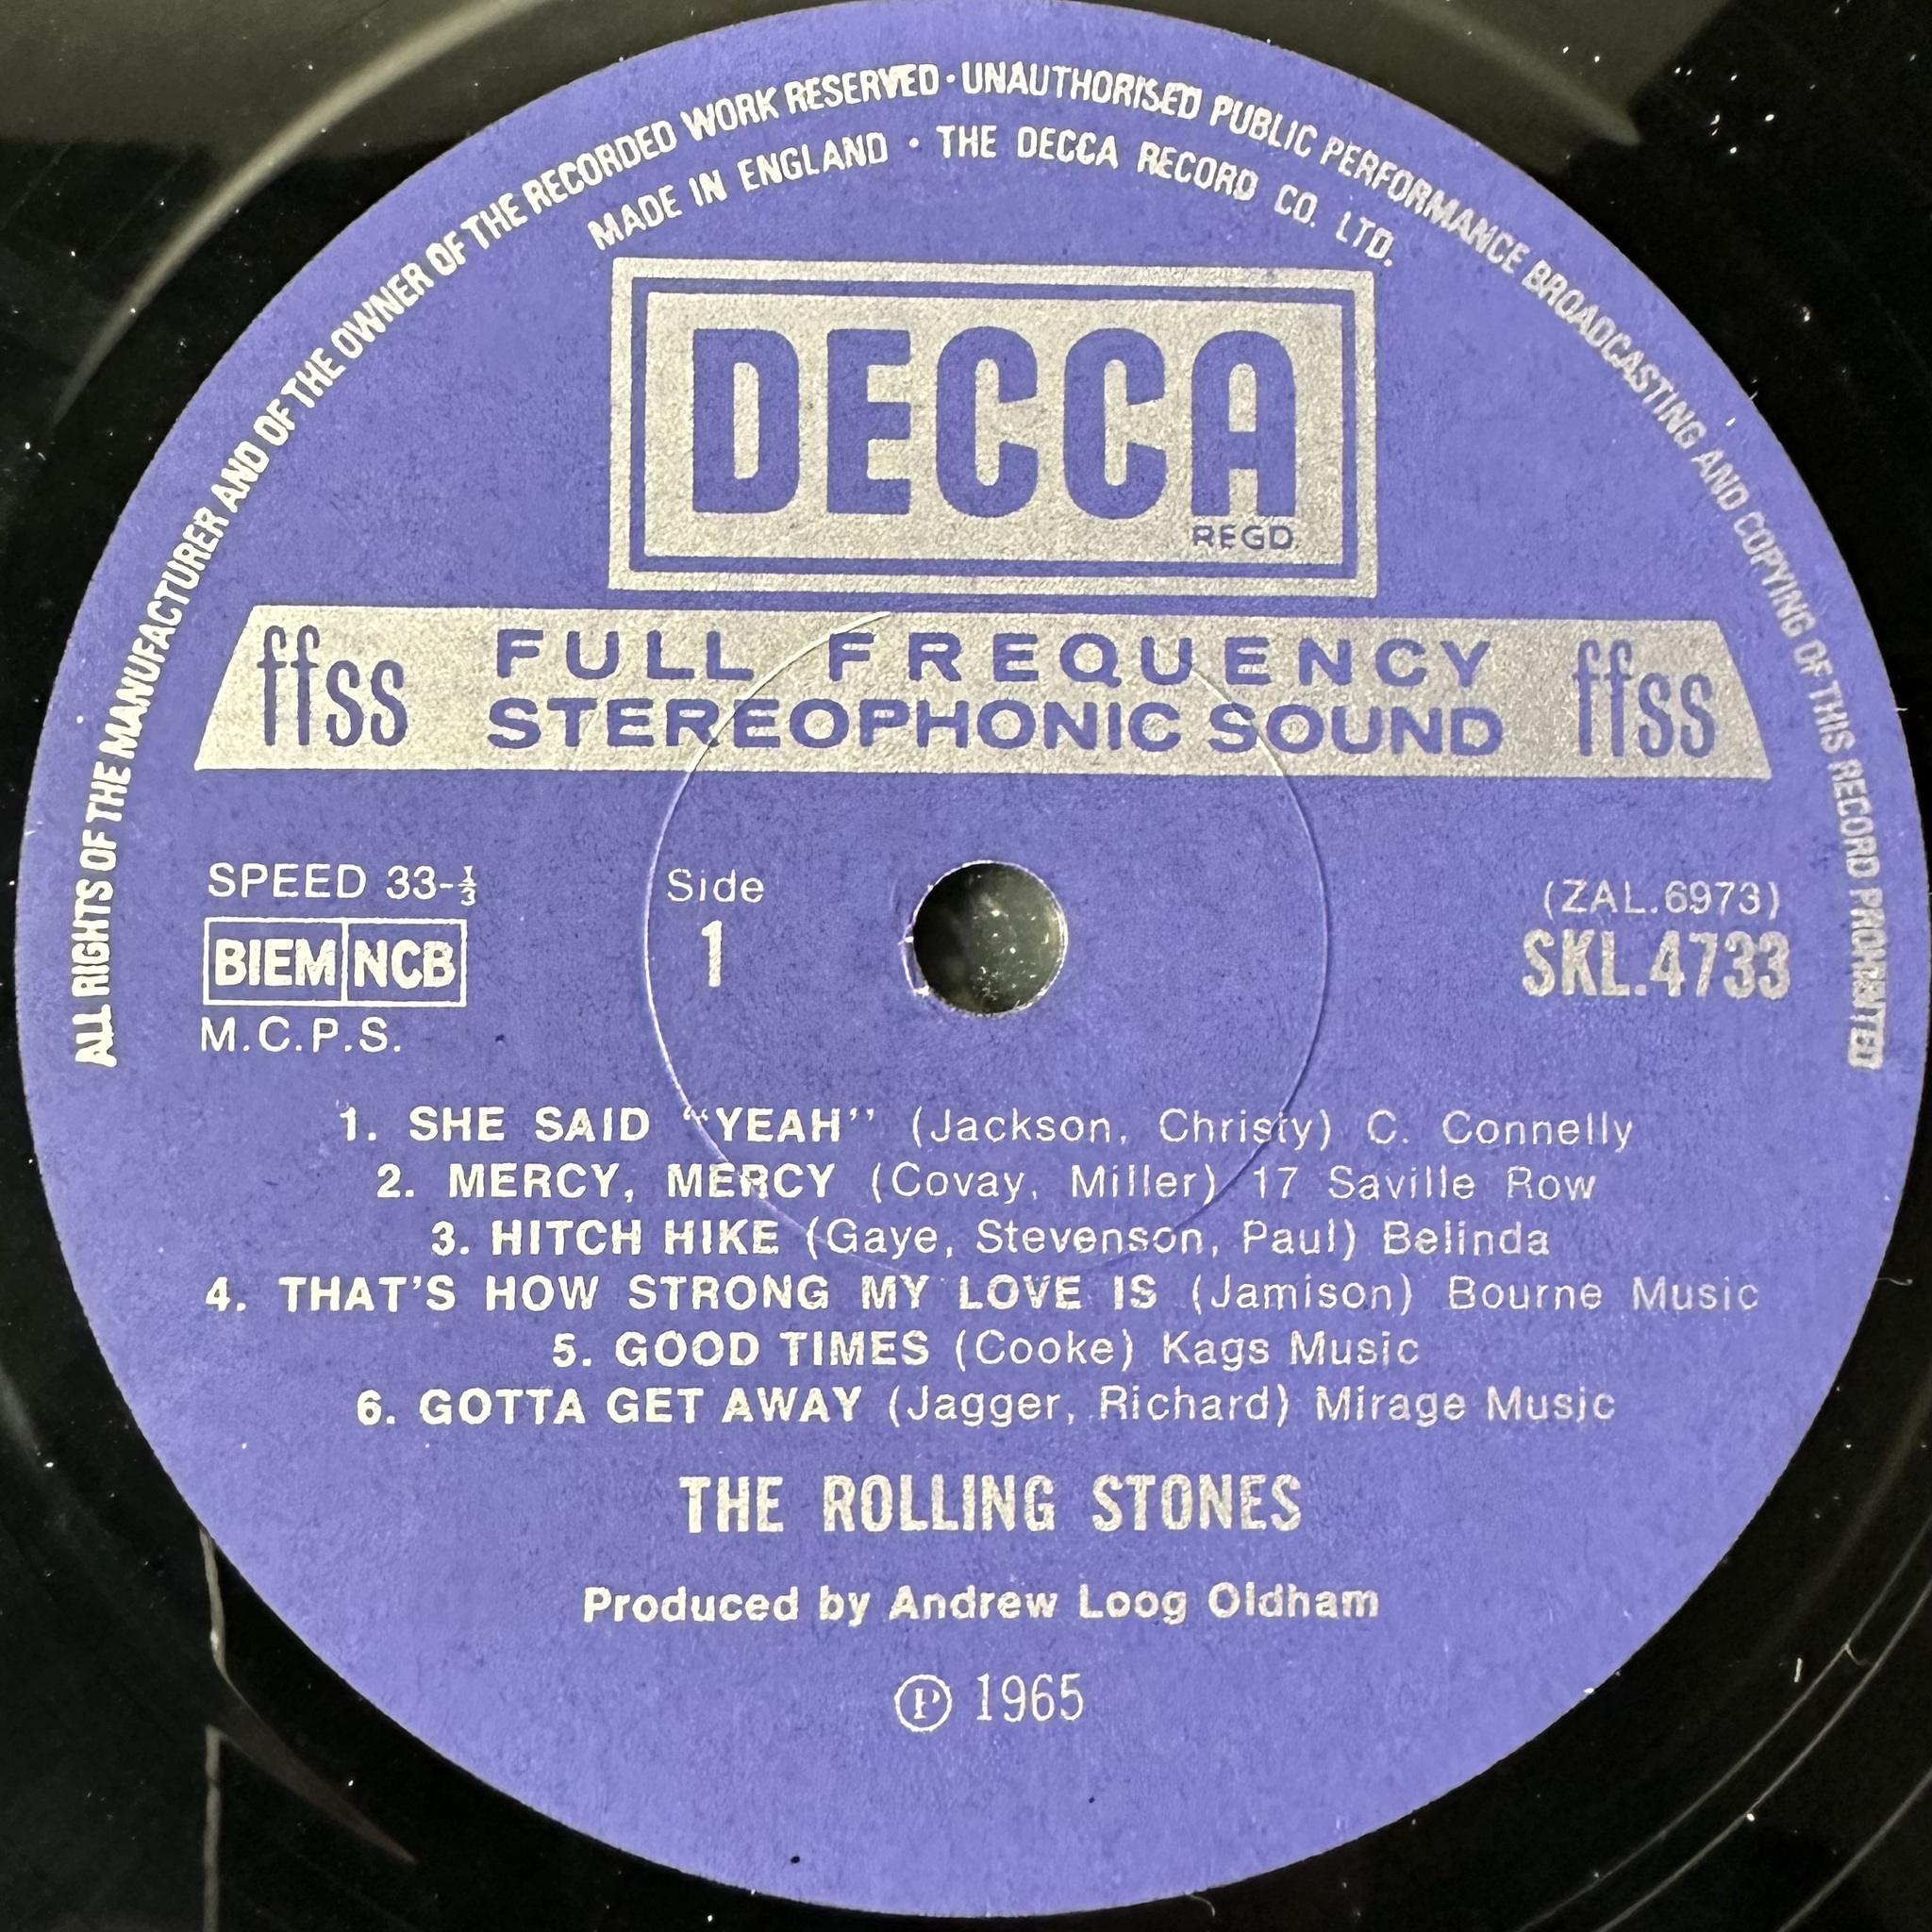 ALL RIGHTS OF THE MANUFACTURER AND OF THE OWNER OF THE RECORDED WORK RESERVED · UNAUTHORISED PUBLIC PERFORMANCE BROADCASTING AND COPYING OF THIS RECORD PROHIBITED
MADE IN ENGLAND · THE DECCA RECORD CO. LTD.
DECCA
REGD.
ffss FULL FREQUENCY STEREOPHONIC SOUND ffss
SPEED 33-⅓
BIEM NCB
M.C.P.S.
Side
1
(ZAL.6973)
SKL.4733
1. SHE SAID “YEAH” (Jackson, Christy) C. Connelly
2. MERCY, MERCY (Covay, Miller) 17 Saville Row
3. HITCH HIKE (Gaye, Stevenson, Paul) Belinda
4. THAT’S HOW STRONG MY LOVE IS (Jamison) Bourne Music
5. GOOD TIMES (Cooke) Kags Music
6. GOTTA GET AWAY (Jagger, Richard) Mirage Music
THE ROLLING STONES
Produced by Andrew Loog Oldham
Ⓟ 1965